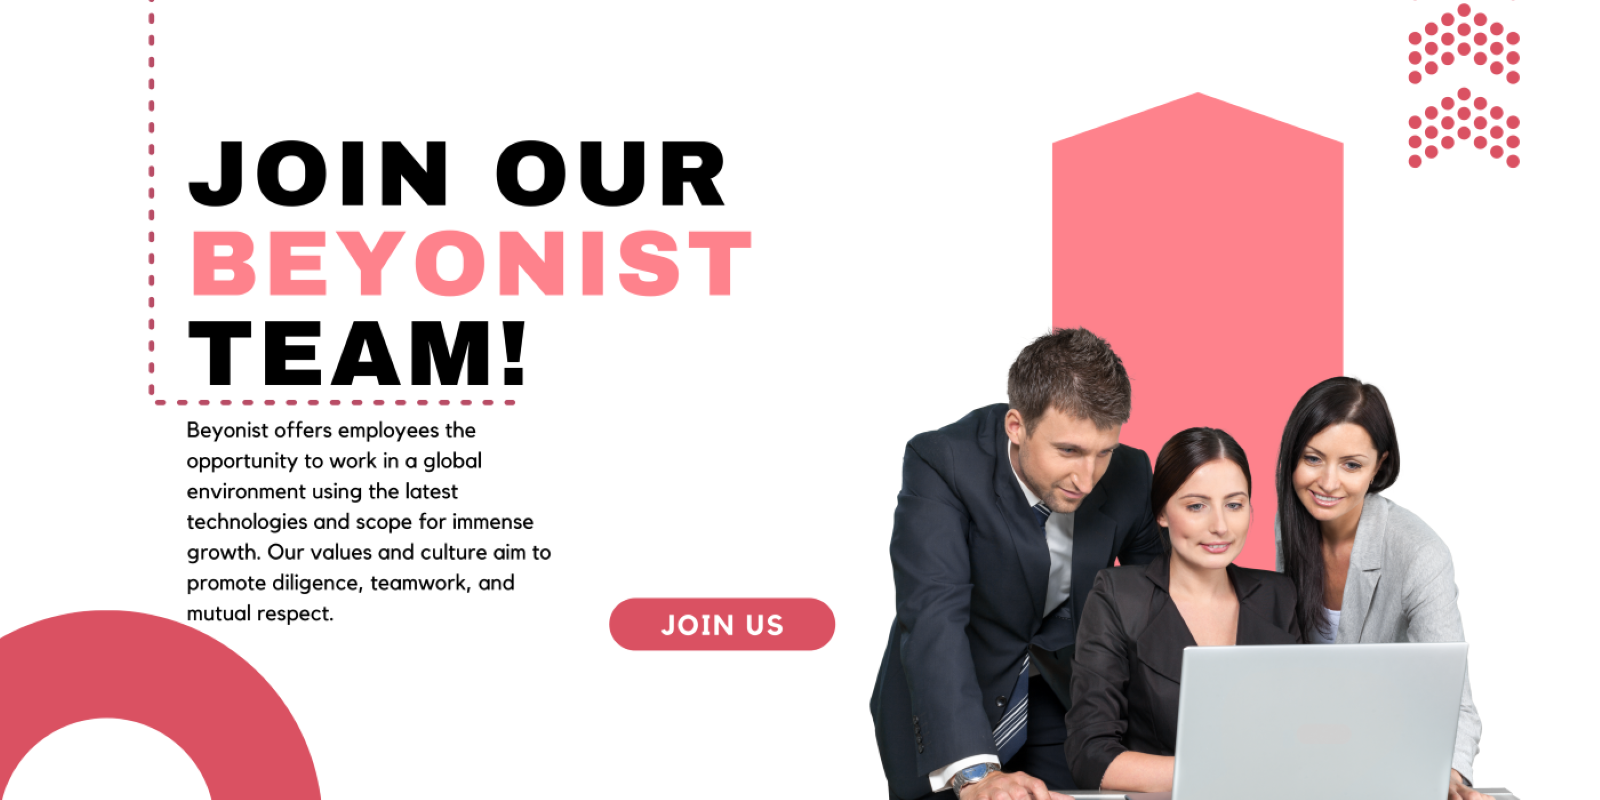 JOIN OUR
BEYONIST
TEAM!
Beyonist offers employees the
opportunity to work in a global
environment using the latest
technologies and scope for immense
growth. Our values and culture aim to
promote diligence, teamwork, and
mutual respect.
JOIN US